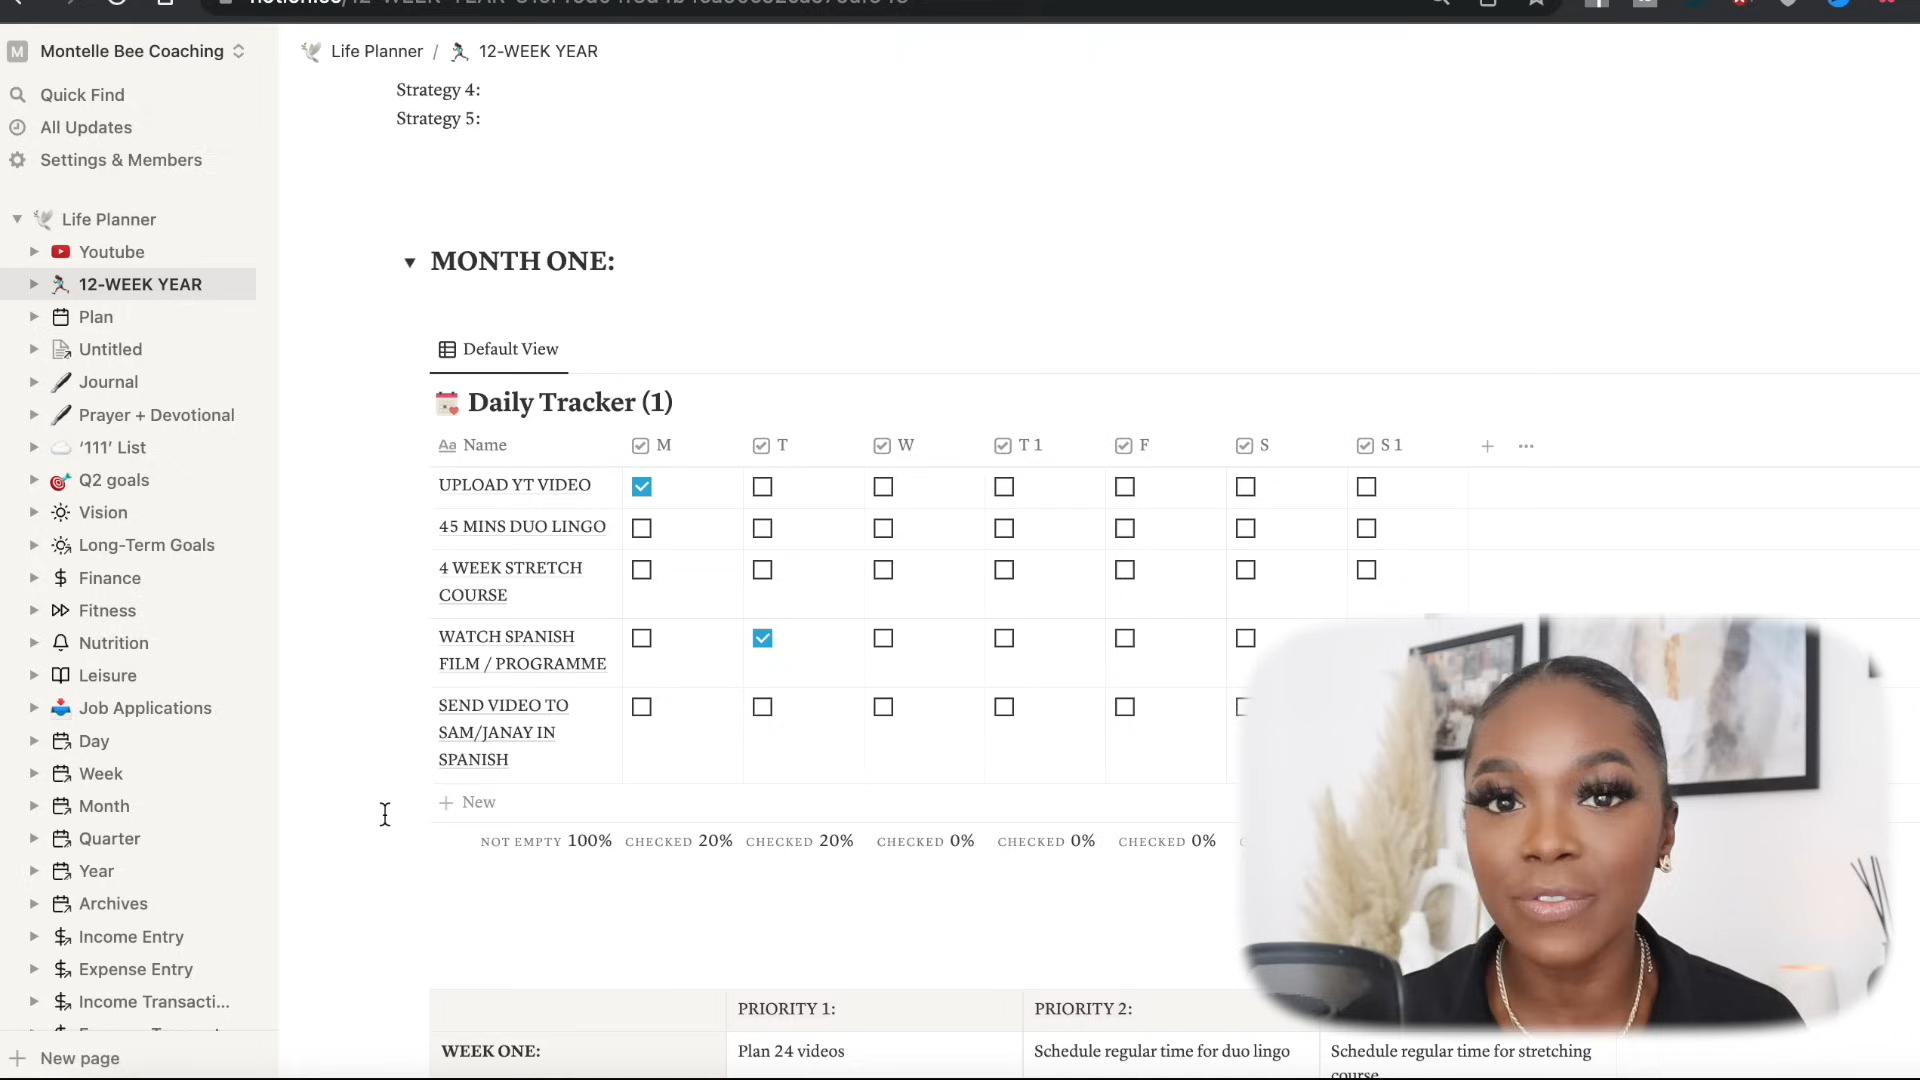 M Montelle Bee Coaching
Quick Find
All Updates
Settings & Members
Life Planner
Youtube
12-WEEK YEAR
Plan
Untitled
Journal
Prayer + Devotional
‘111’ List
Q2 goals
Vision
Long-Term Goals
Finance
Fitness
Nutrition
Leisure
Job Applications
Day
Week
Month
Quarter
Year
Archives
Income Entry
Expense Entry
Income Transacti...
New page
Life Planner / 12-WEEK YEAR
Strategy 4:
Strategy 5:
MONTH ONE:
Default View
Daily Tracker (1)
Aa Name M T W T 1 F S S 1
UPLOAD YT VIDEO
45 MINS DUO LINGO
4 WEEK STRETCH
COURSE
WATCH SPANISH
FILM / PROGRAMME
SEND VIDEO TO
SAM/JANAY IN
SPANISH
+ New
NOT EMPTY 100% CHECKED 20% CHECKED 20% CHECKED 0% CHECKED 0% CHECKED 0%
PRIORITY 1: PRIORITY 2:
WEEK ONE: Plan 24 videos Schedule regular time for duo lingo Schedule regular time for stretching
course